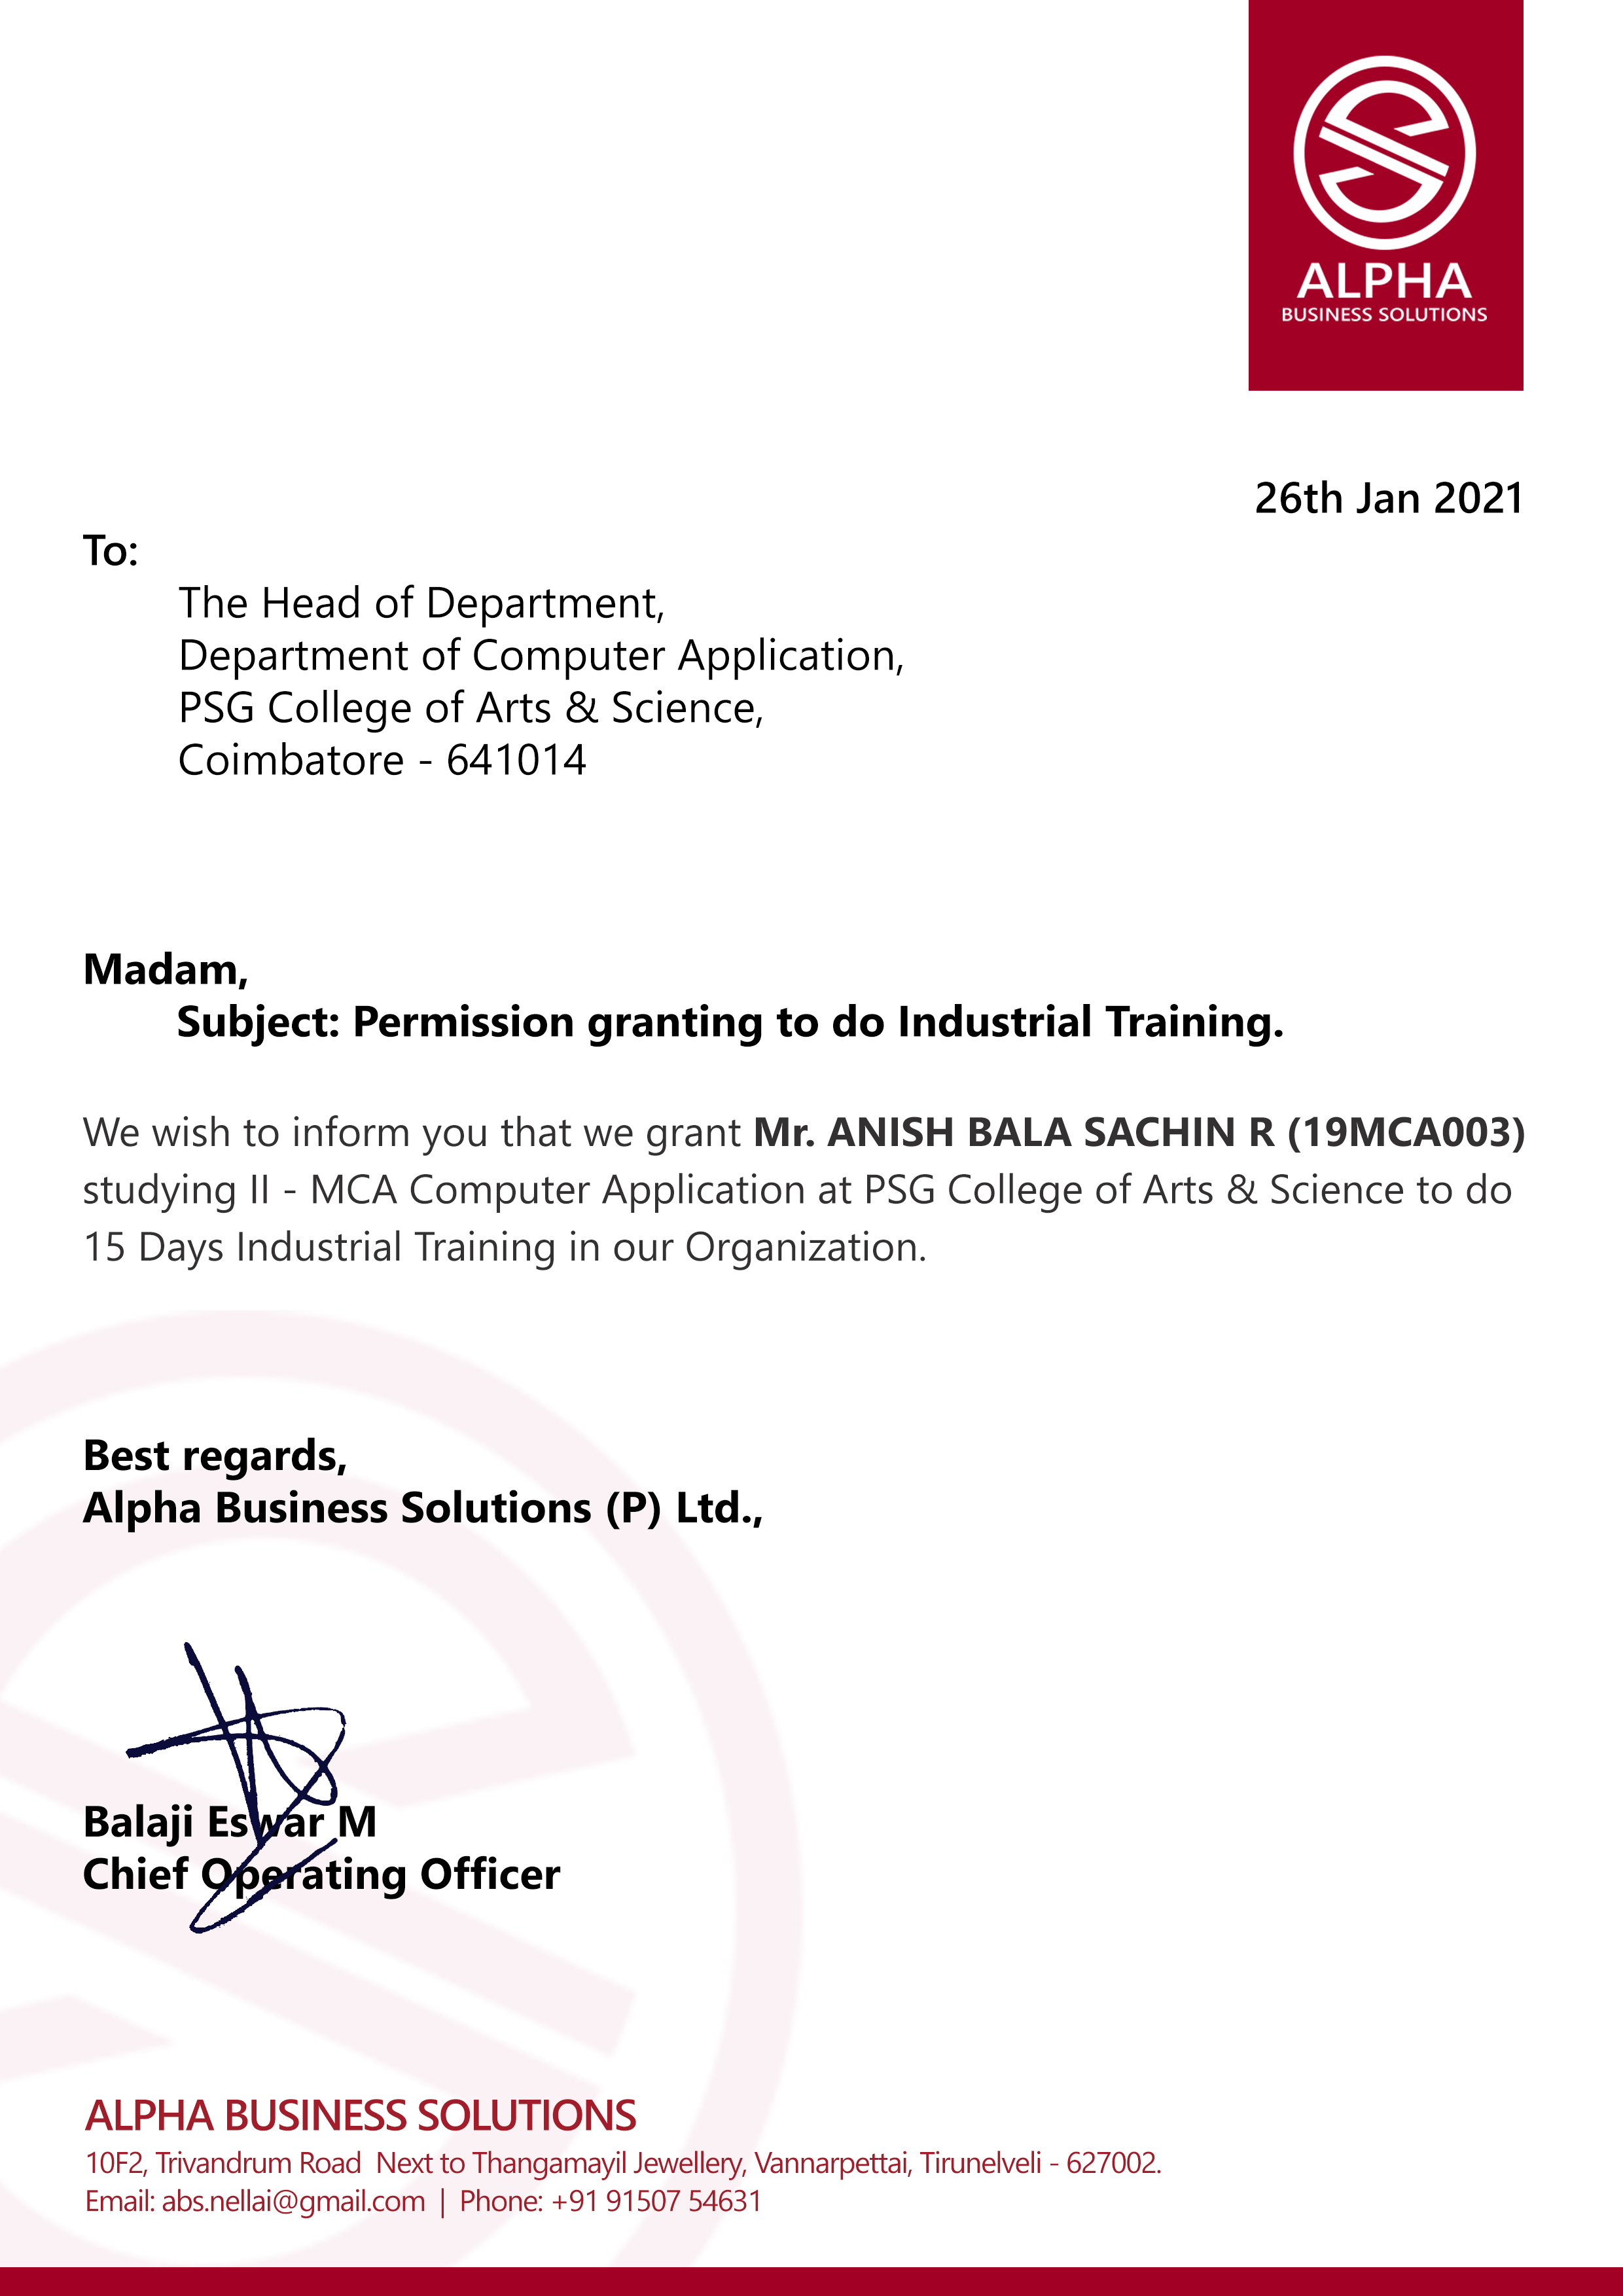 ALPHA
BUSINESS SOLUTIONS
26th Jan 2021
To:
The Head of Department,
Department of Computer Application,
PSG College of Arts & Science,
Coimbatore - 641014
Madam,
Subject: Permission granting to do Industrial Training.
We wish to inform you that we grant Mr. ANISH BALA SACHIN R (19MCA003)
studying II - MCA Computer Application at PSG College of Arts & Science to do
15 Days Industrial Training in our Organization.
Best regards,
Alpha Business Solutions (P) Ltd.,
Balaji Eswar M
Chief Operating Officer
ALPHA BUSINESS SOLUTIONS
10F2, Trivandrum Road Next to Thangamayil Jewellery, Vannarpettai, Tirunelveli - 627002.
Email: abs.nellai@gmail.com | Phone: +91 91507 54631